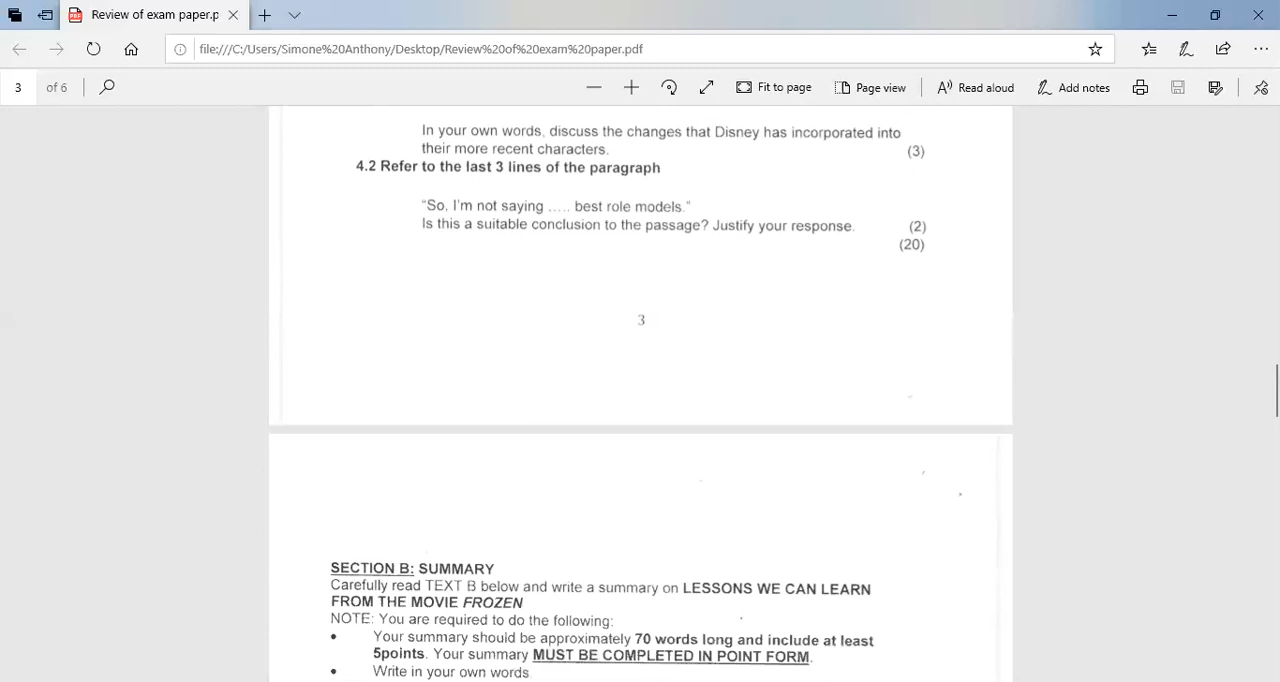 Review of exam paper.p
file:///C:/Users/Simone%20Anthony/Desktop/Review%20of%20exam%20paper.pdf
3 of 6 Fit to page Page view Read aloud Add notes
In your own words, discuss the changes that Disney has incorporated into
their more recent characters. (3)
4.2 Refer to the last 3 lines of the paragraph
“So, I'm not saying ..... best role models.”
Is this a suitable conclusion to the passage? Justify your response. (2)
(20)
3
SECTION B: SUMMARY
Carefully read TEXT B below and write a summary on LESSONS WE CAN LEARN
FROM THE MOVIE FROZEN
NOTE: You are required to do the following:
• Your summary should be approximately 70 words long and include at least
5points. Your summary MUST BE COMPLETED IN POINT FORM.
• Write in your own words